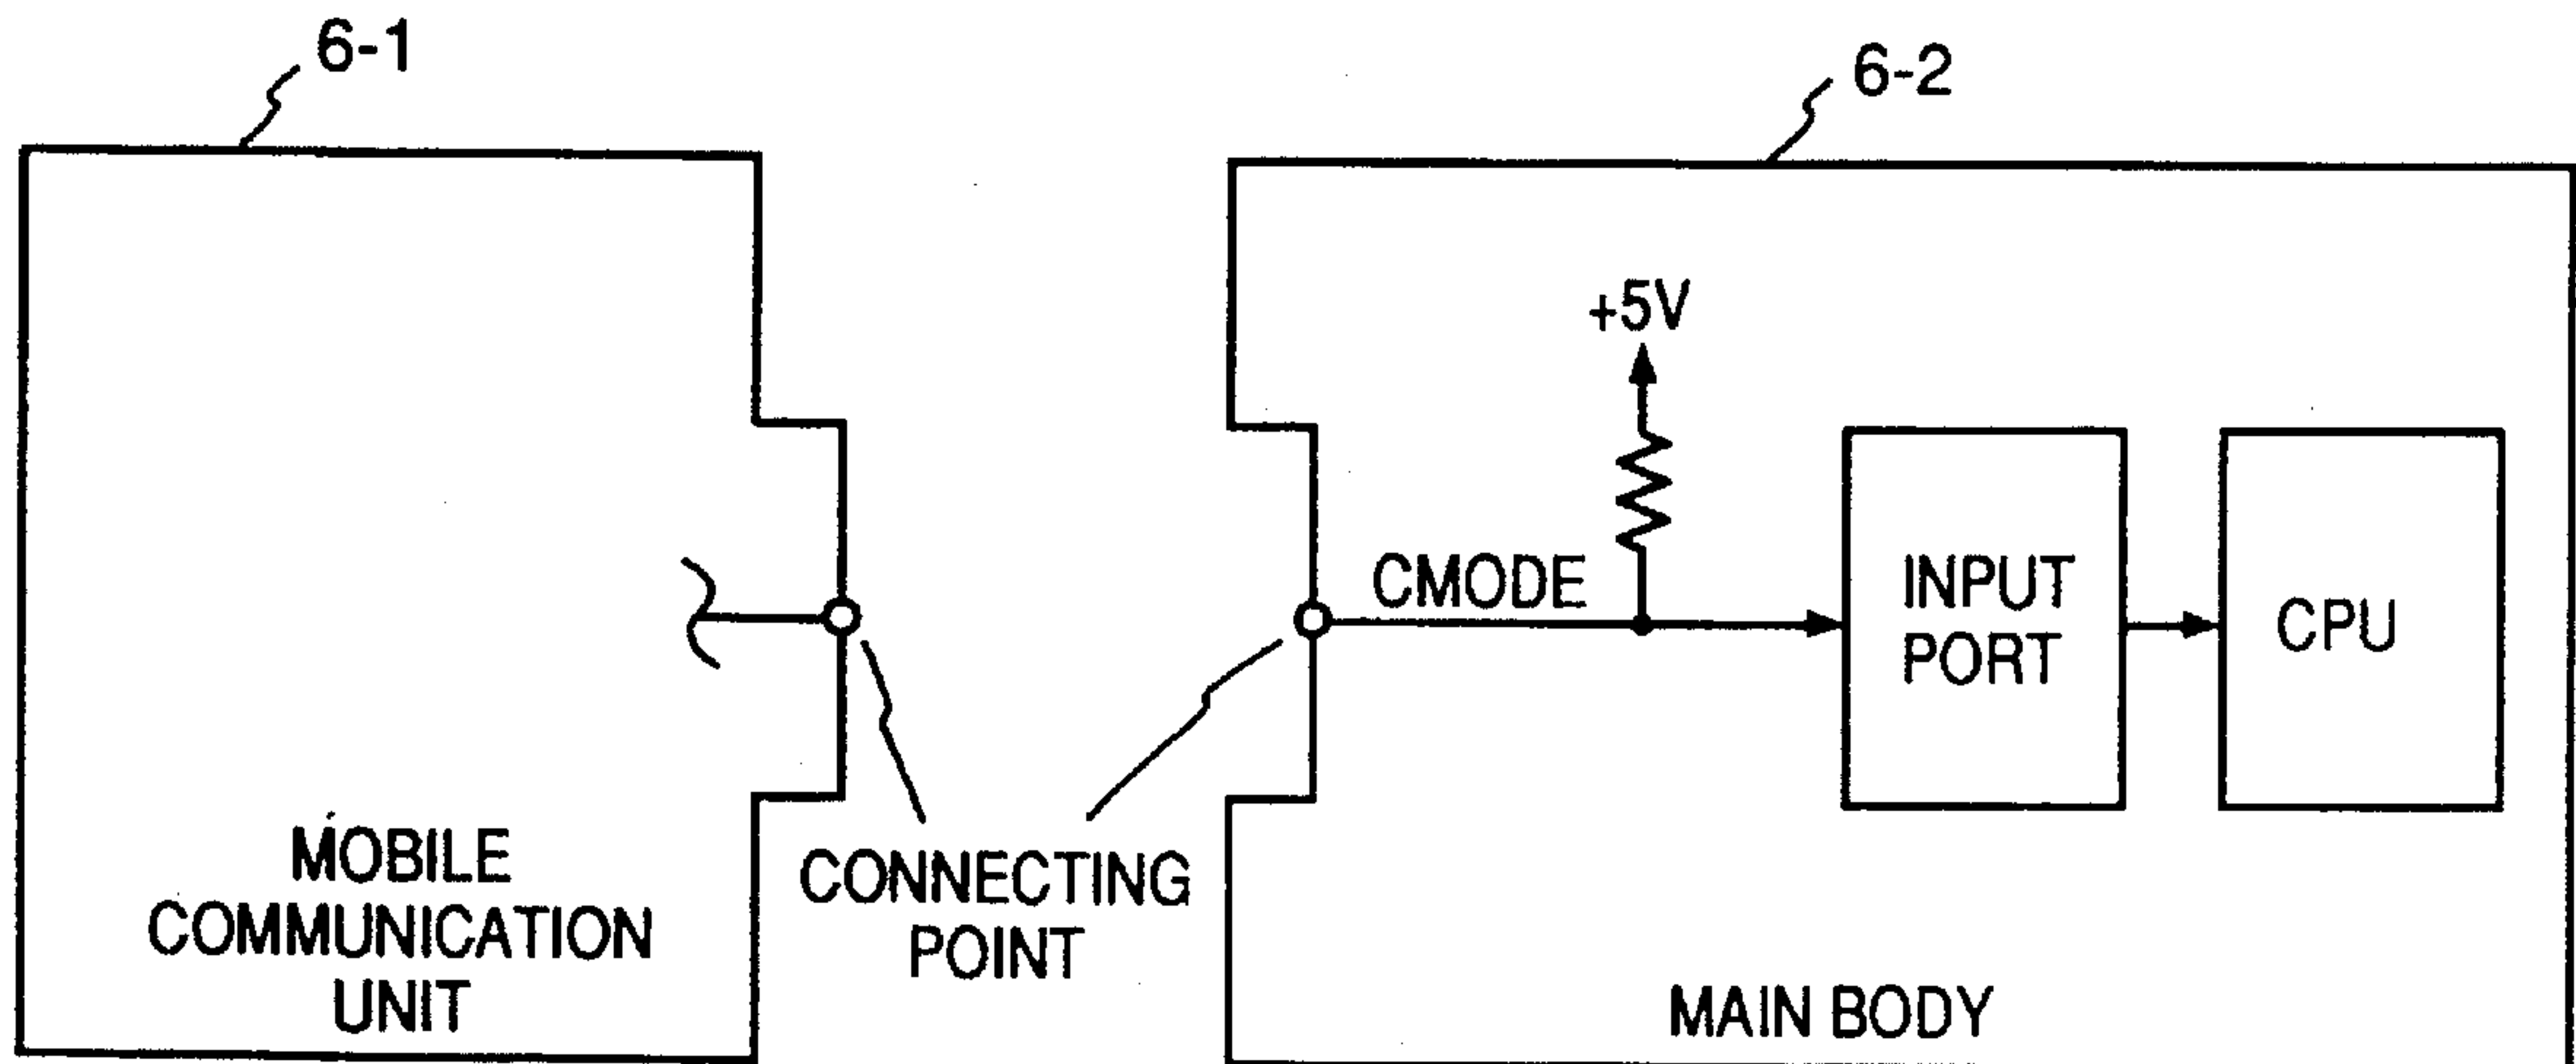 6-1
6-2
+5V
CMODE
INPUT
PORT
CPU
MOBILE
COMMUNICATION
UNIT
CONNECTING
POINT
MAIN BODY